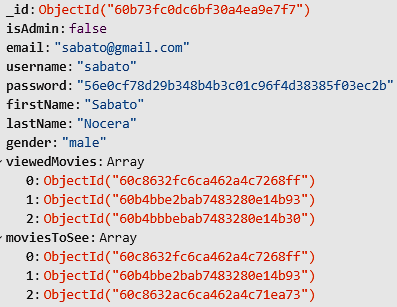 _id: ObjectId("60b73fc0dc6bf30a4ea9e7f7")
isAdmin: false
email: "sabato@gmail.com"
username: "sabato"
password: "56e0cf78d29b348b4b3c01c96f4d38385f03ec2b"
firstName: "Sabato"
lastName: "Nocera"
gender: "male"
viewedMovies: Array
0: ObjectId("60c8632fc6ca462a4c7268ff")
1: ObjectId("60b4bbe2bab7483280e14b93")
2: ObjectId("60b4bbbebab7483280e14b30")
moviesToSee: Array
0: ObjectId("60c8632fc6ca462a4c7268ff")
1: ObjectId("60b4bbe2bab7483280e14b93")
2: ObjectId("60c8632ac6ca462a4c71ea73")